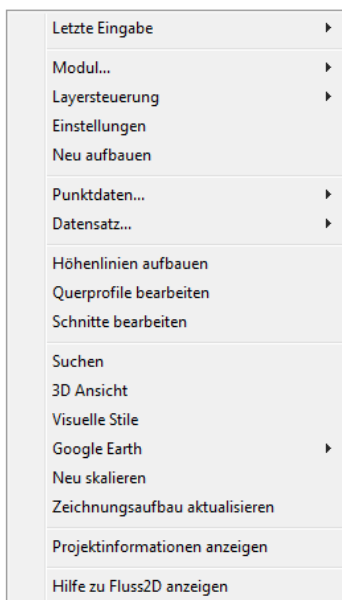 Letzte Eingabe
Modul...
Layersteuerung
Einstellungen
Neu aufbauen
Punktdaten...
Datensatz...
Höhenlinien aufbauen
Querprofile bearbeiten
Schnitte bearbeiten
Suchen
3D Ansicht
Visuelle Stile
Google Earth
Neu skalieren
Zeichnungsaufbau aktualisieren
Projektinformationen anzeigen
Hilfe zu Fluss2D anzeigen